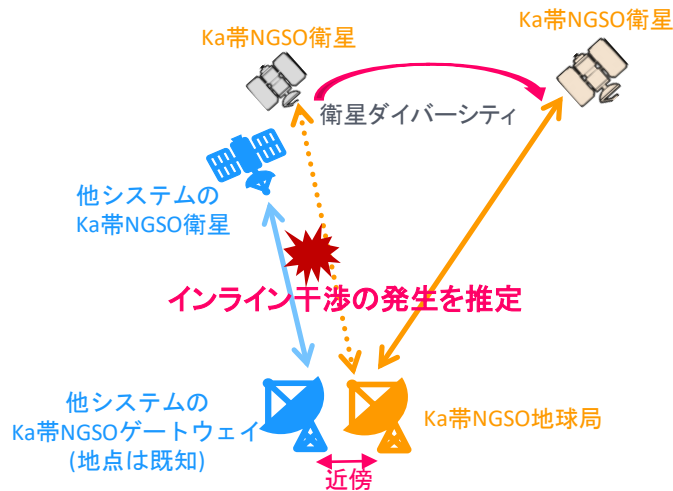 Ka帯NGSO衛星
Ka帯NGSO衛星
衛星ダイバーシティ
他システムの
Ka帯NGSO衛星
インライン干渉の発生を推定
他システムの
Ka帯NGSOゲートウェイ
(地点は既知)
Ka帯NGSO地球局
近傍